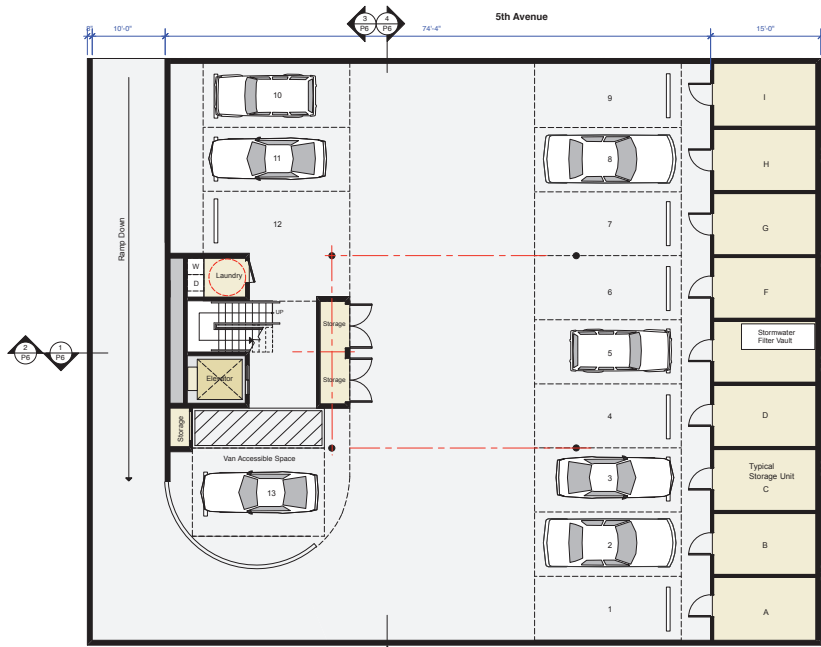 5th Avenue
3 4
P6 P6
10'-0"
74'-4"
15'-0"
10
9
I
11
8
H
12
7
G
Ramp Down
W
Laundry
D
6
F
UP
Storage
Stormwater
Filter Vault
2 1
P6 P6
5
Elevator
Storage
4
D
Storage
Van Accessible Space
Typical
Storage Unit
C
13
3
2
B
1
A